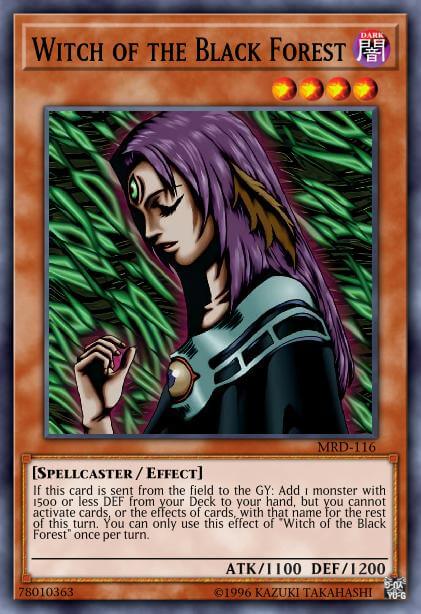 WITCH OF THE BLACK FOREST
DARK
闇
MRD-116
[SPELLCASTER / EFFECT]
If this card is sent from the field to the GY: Add 1 monster with
1500 or less DEF from your Deck to your hand, but you cannot
activate cards, or the effects of cards, with that name for the rest
of this turn. You can only use this effect of "Witch of the Black
Forest" once per turn.
ATK/1100 DEF/1200
78010363
©1996 KAZUKI TAKAHASHI